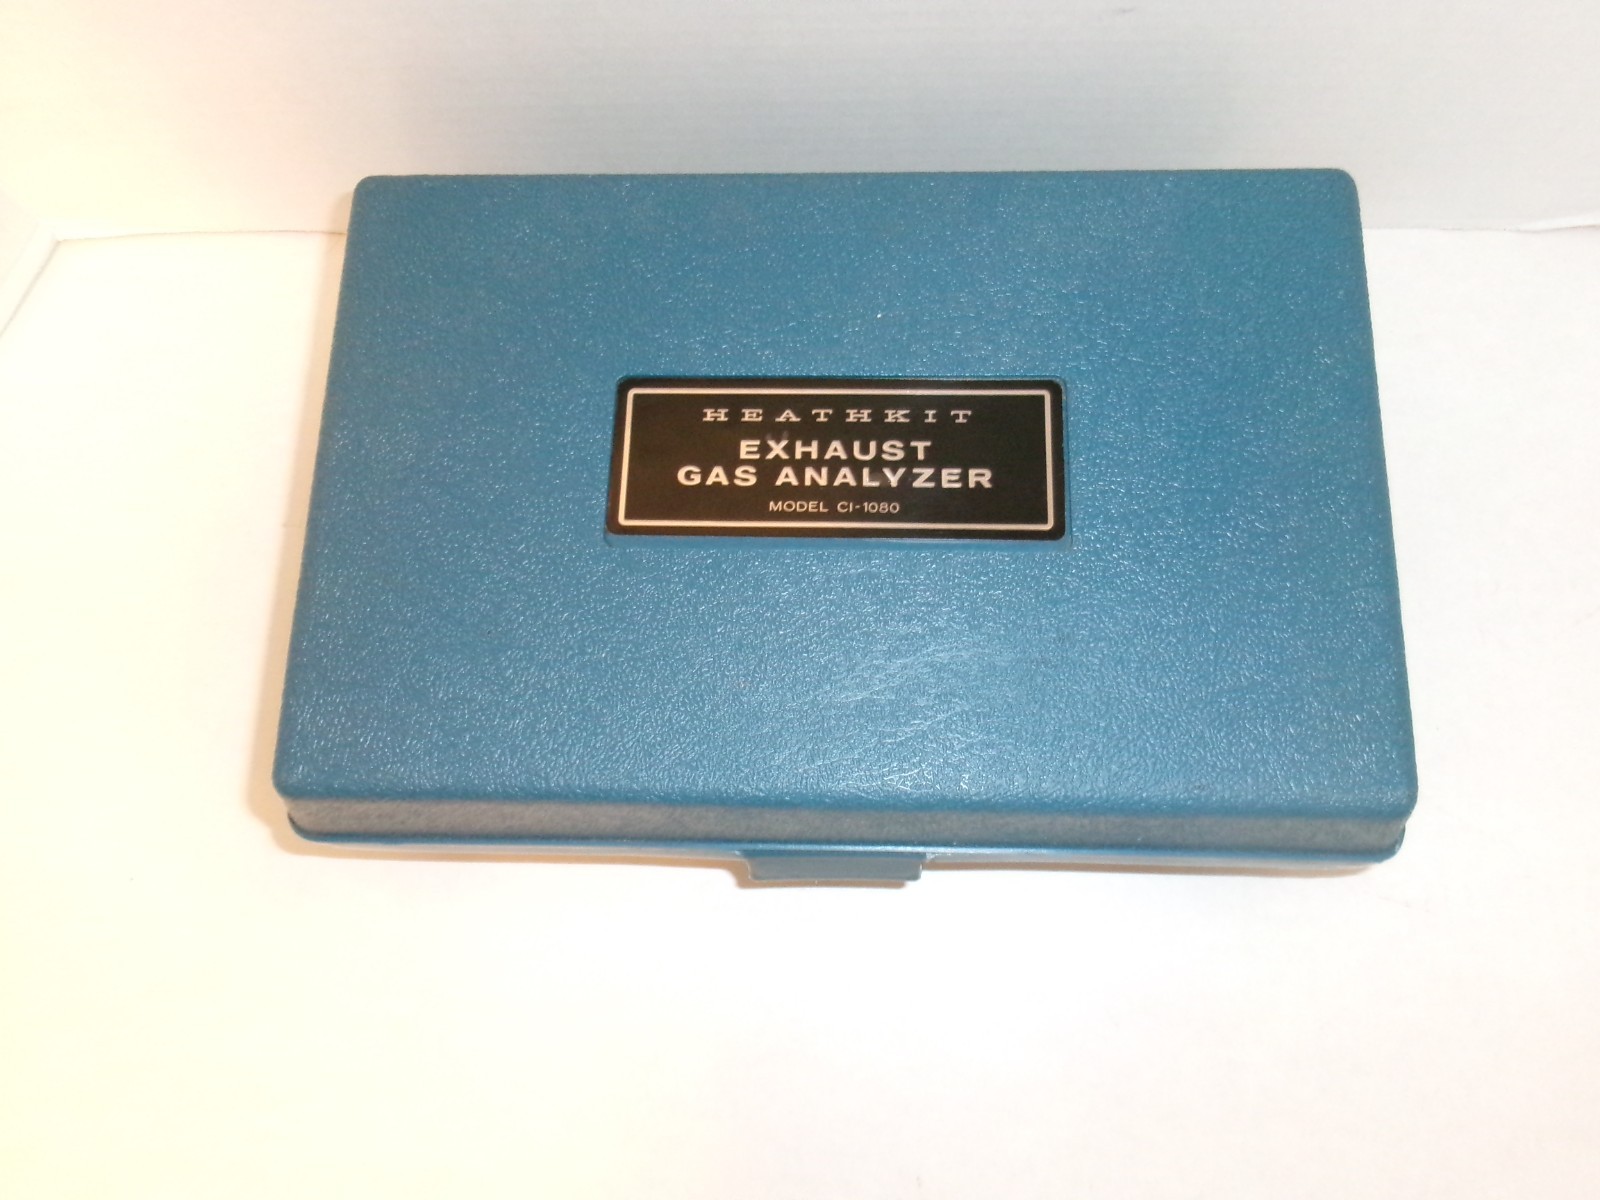 HEATHKIT
EXHAUST
GAS ANALYZER
MODEL CI-1080